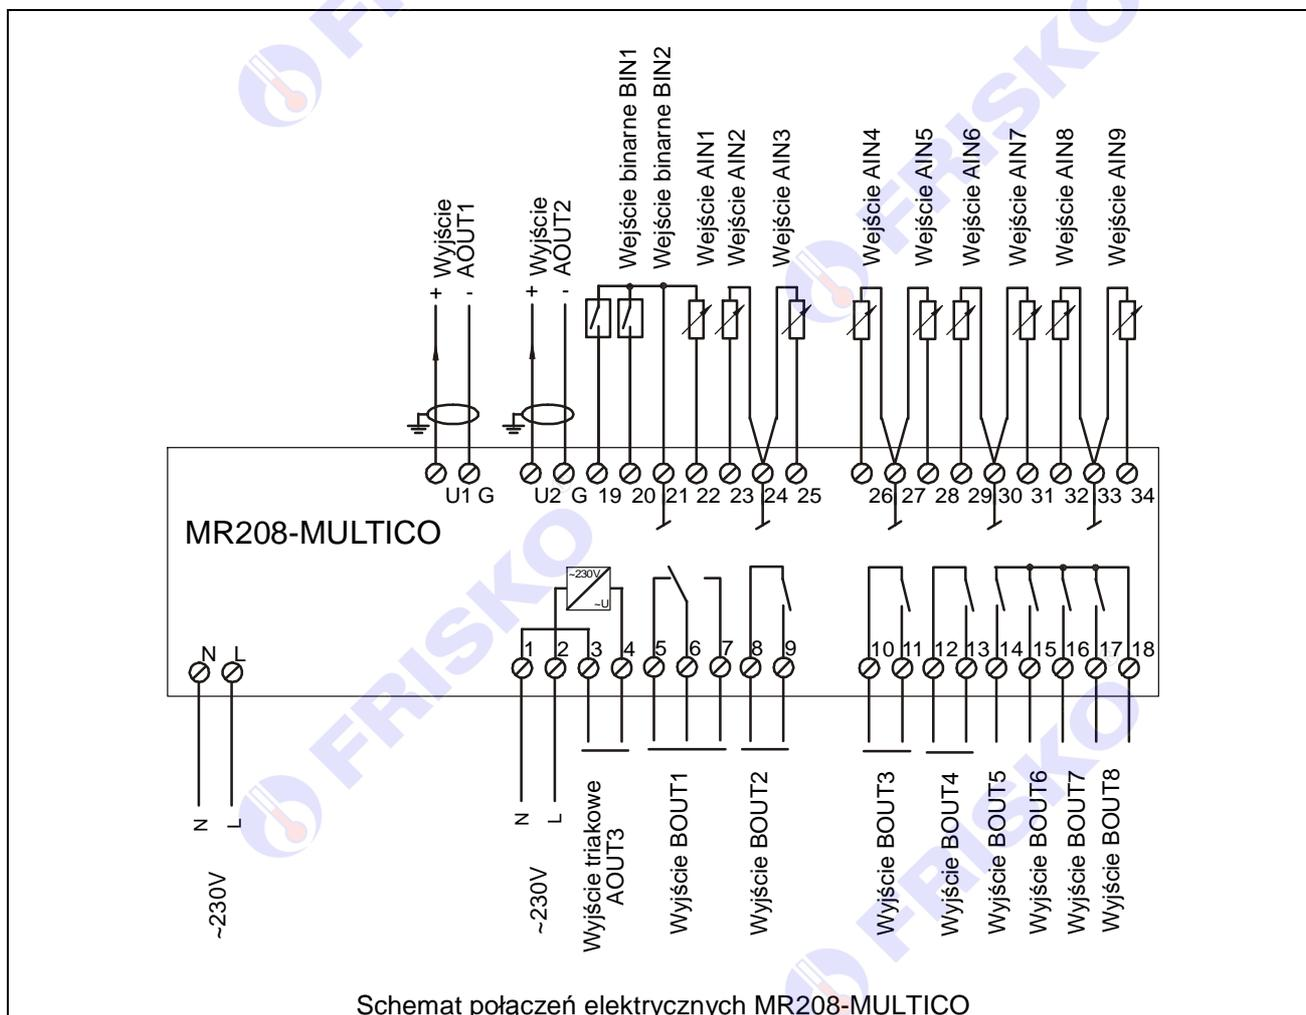 FRISKO
FRISKO
Wyjście
AOUT1
+
-
Wyjście
AOUT2
+
-
Wejście binarne BIN1
Wejście binarne BIN2
Wejście AIN1
Wejście AIN2
Wejście AIN3
Wejście AIN4
Wejście AIN5
Wejście AIN6
Wejście AIN7
Wejście AIN8
Wejście AIN9
U1 G U2 G 19 20 21 22 23 24 25 26 27 28 29 30 31 32 33 34
MR208-MULTICO
~230V
~U
N L 1 2 3 4 5 6 7 8 9 10 11 12 13 14 15 16 17 18
FRISKO
FRISKO
N
L
~230V
N
L
~230V
Wyjście triakowe
AOUT3
Wyjście BOUT1
Wyjście BOUT2
Wyjście BOUT3
Wyjście BOUT4
Wyjście BOUT5
Wyjście BOUT6
Wyjście BOUT7
Wyjście BOUT8
Schemat połaczeń elektrycznych MR208-MULTICO